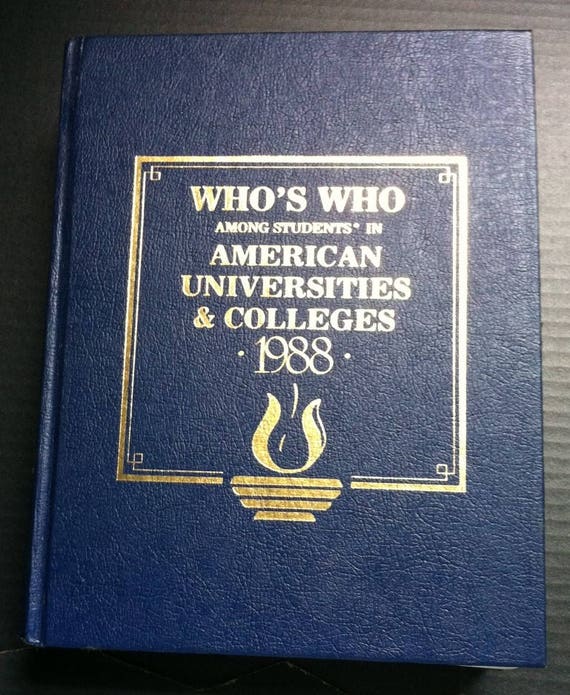 WHO'S WHO
AMONG STUDENTS® IN
AMERICAN
UNIVERSITIES
& COLLEGES
· 1988 ·